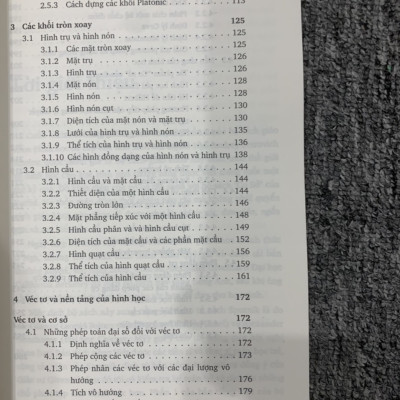 2.5.3 Cách dựng các khối Platonic . . . . . . . . . . 113
3 Các khối tròn xoay 125
3.1 Hình trụ và hình nón . . . . . . . . . . . . . . . . 125
3.1.1 Các mặt tròn xoay . . . . . . . . . . . . . . 125
3.1.2 Mặt trụ . . . . . . . . . . . . . . . . . . . . 126
3.1.3 Hình trụ . . . . . . . . . . . . . . . . . . . 126
3.1.4 Mặt nón . . . . . . . . . . . . . . . . . . . 128
3.1.5 Hình nón . . . . . . . . . . . . . . . . . . . 128
3.1.6 Hình nón cụt . . . . . . . . . . . . . . . . . 130
3.1.7 Diện tích của mặt nón và mặt trụ . . . . . . 130
3.1.8 Lưới của hình trụ và hình nón . . . . . . . . 135
3.1.9 Thể tích của hình trụ và hình nón . . . . . . 136
3.1.10 Các hình đồng dạng của hình nón và hình trụ 138
3.2 Hình cầu . . . . . . . . . . . . . . . . . . . . . . 144
3.2.1 Hình cầu và mặt cầu . . . . . . . . . . . . . 144
3.2.2 Thiết diện của một hình cầu . . . . . . . . . 144
3.2.3 Đường tròn lớn . . . . . . . . . . . . . . . . 146
3.2.4 Mặt phẳng tiếp xúc với một hình cầu . . . . . 148
3.2.5 Hình cầu phân và và hình cầu cụt . . . . . . . 149
3.2.6 Diện tích của mặt cầu và các phần mặt cầu . . 152
3.2.7 Hình quạt cầu . . . . . . . . . . . . . . . . 156
3.2.8 Thể tích của hình quạt cầu . . . . . . . . . . 159
3.2.9 Thể tích của hình cầu . . . . . . . . . . . . 161
4 Véc tơ và nền tảng của hình học 172
Véc tơ và cơ sở 172
4.1 Những phép toán đại số đối với véc tơ . . . . . . . 172
4.1.1 Định nghĩa về véc tơ . . . . . . . . . . . . . 172
4.1.2 Phép cộng các véc tơ . . . . . . . . . . . . . 173
4.1.3 Phép nhân các véc tơ với các đại lượng vô
hướng . . . . . . . . . . . . . . . . . . . . 176
4.1.4 Tích vô hướng . . . . . . . . . . . . . . . . 179